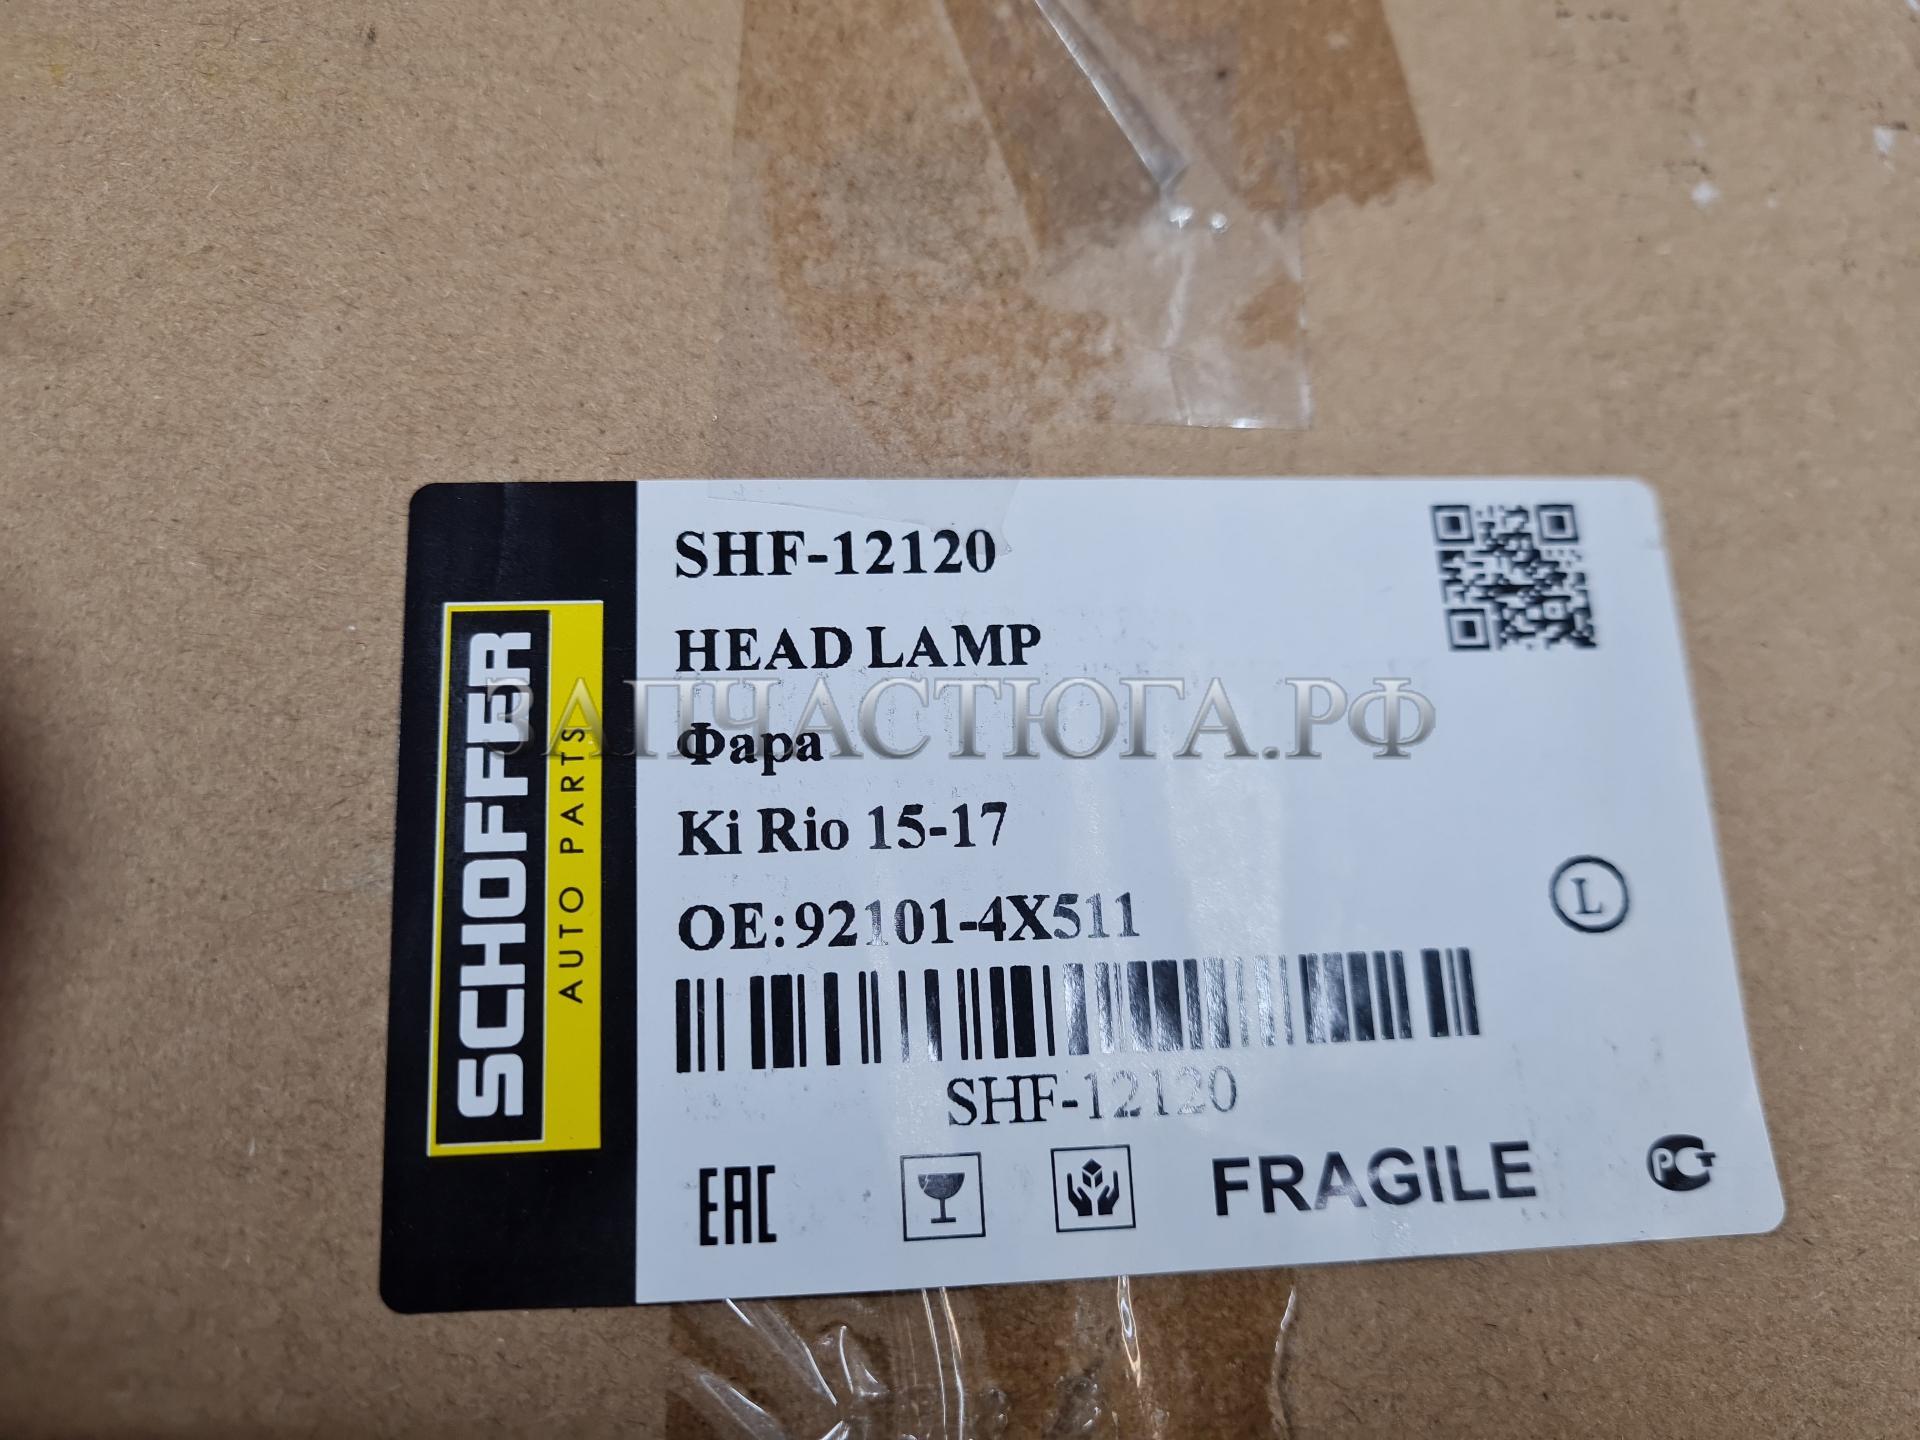 SCHOFFER
AUTO PARTS
SHF-12120
HEAD LAMP
ЗАПЧАСТЮГА.РФ
Фара
Ki Rio 15-17
OE:92101-4X511
L
SHF-12120
EAC
FRAGILE
РСТ